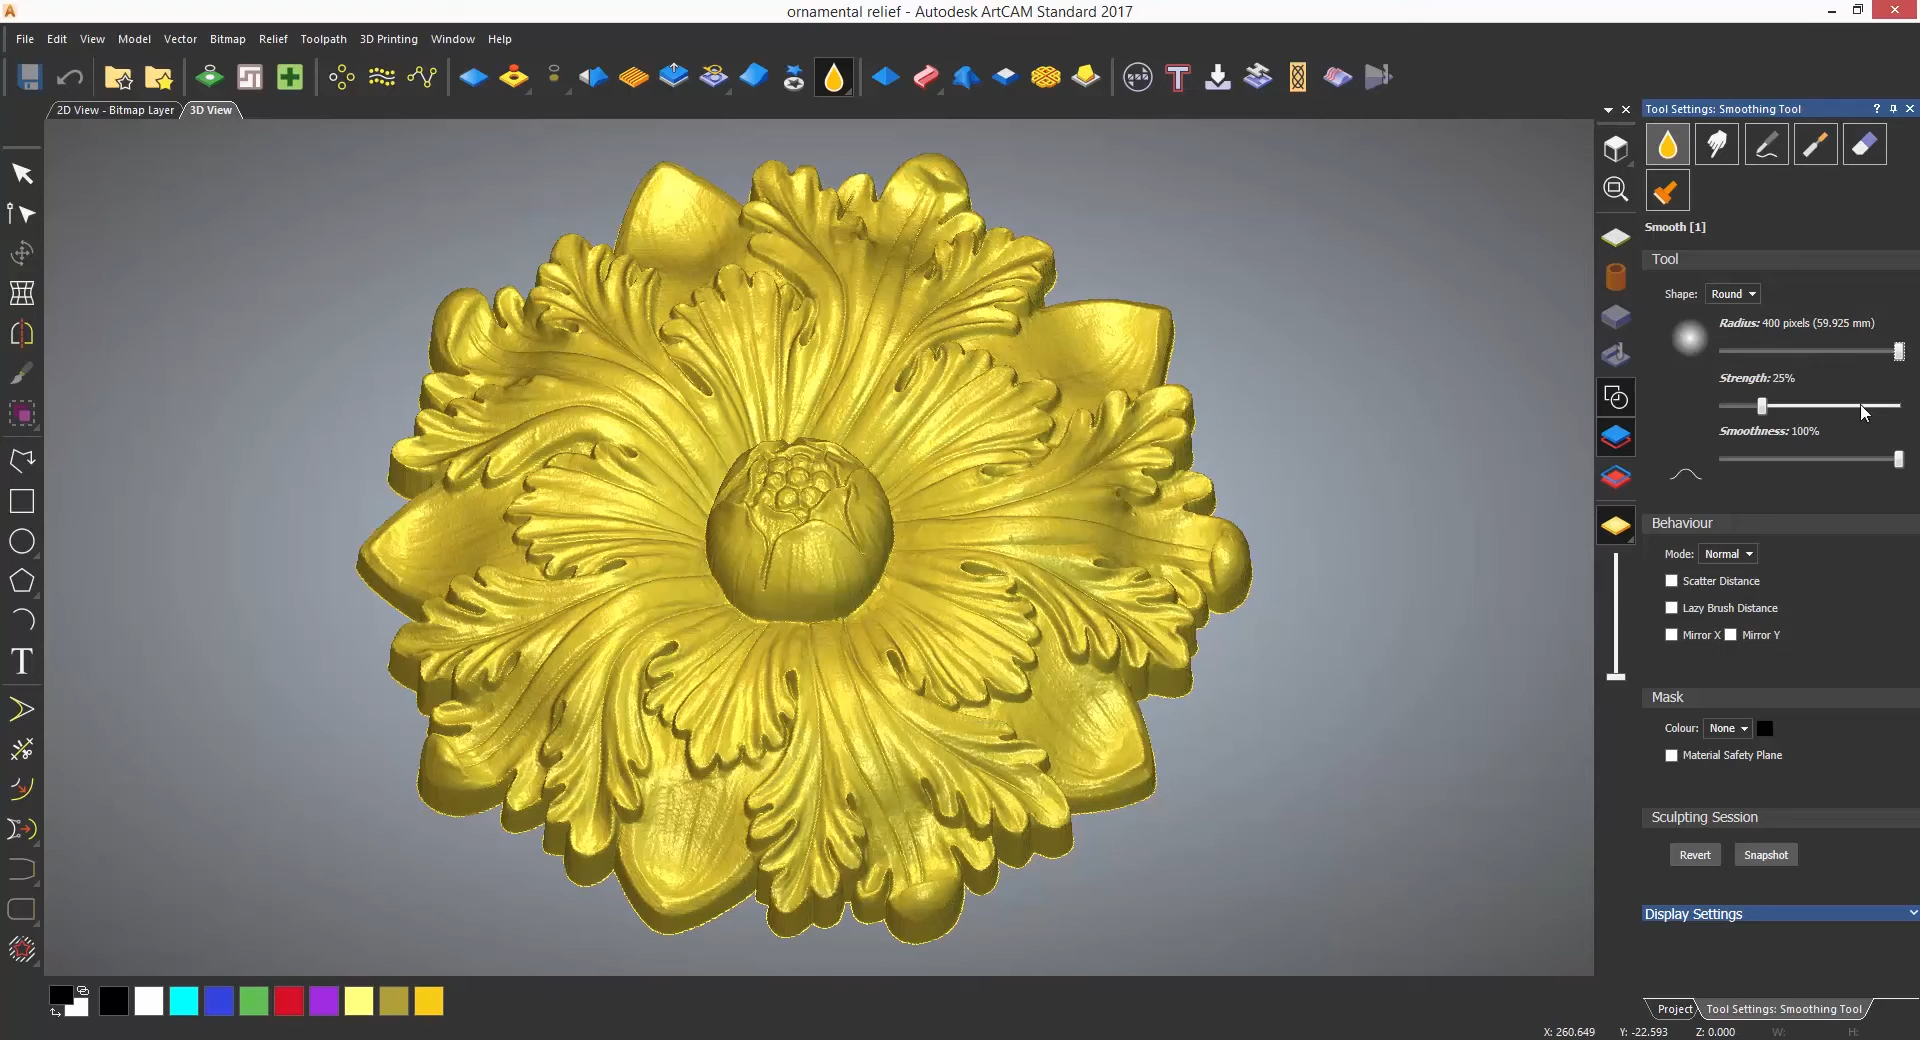 ornamental relief - Autodesk ArtCAM Standard 2017
File Edit View Model Vector Bitmap Relief Toolpath 3D Printing Window Help
2D View - Bitmap Layer 3D View
Tool Settings: Smoothing Tool
Smooth [1]
Tool
Shape: Round
Radius: 400 pixels (59.925 mm)
Strength: 25%
Smoothness: 100%
Behaviour
Mode: Normal
Scatter Distance
Lazy Brush Distance
Mirror X Mirror Y
Mask
Colour: None
Material Safety Plane
Sculpting Session
Revert Snapshot
Display Settings
Project Tool Settings: Smoothing Tool
X: 260.649 Y: -22.593 Z: 0.000 W: H: